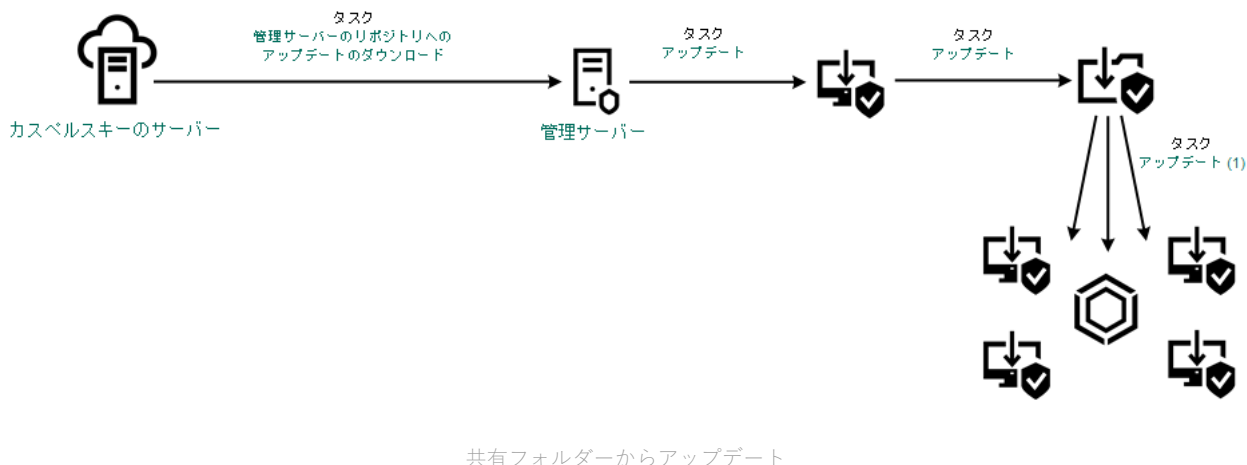 タスク
管理サーバーのリポジトリへの
アップデートのダウンロード
カスペルスキーのサーバー
管理サーバー
タスク
アップデート
タスク
アップデート
タスク
アップデート (1)
共有フォルダーからアップデート